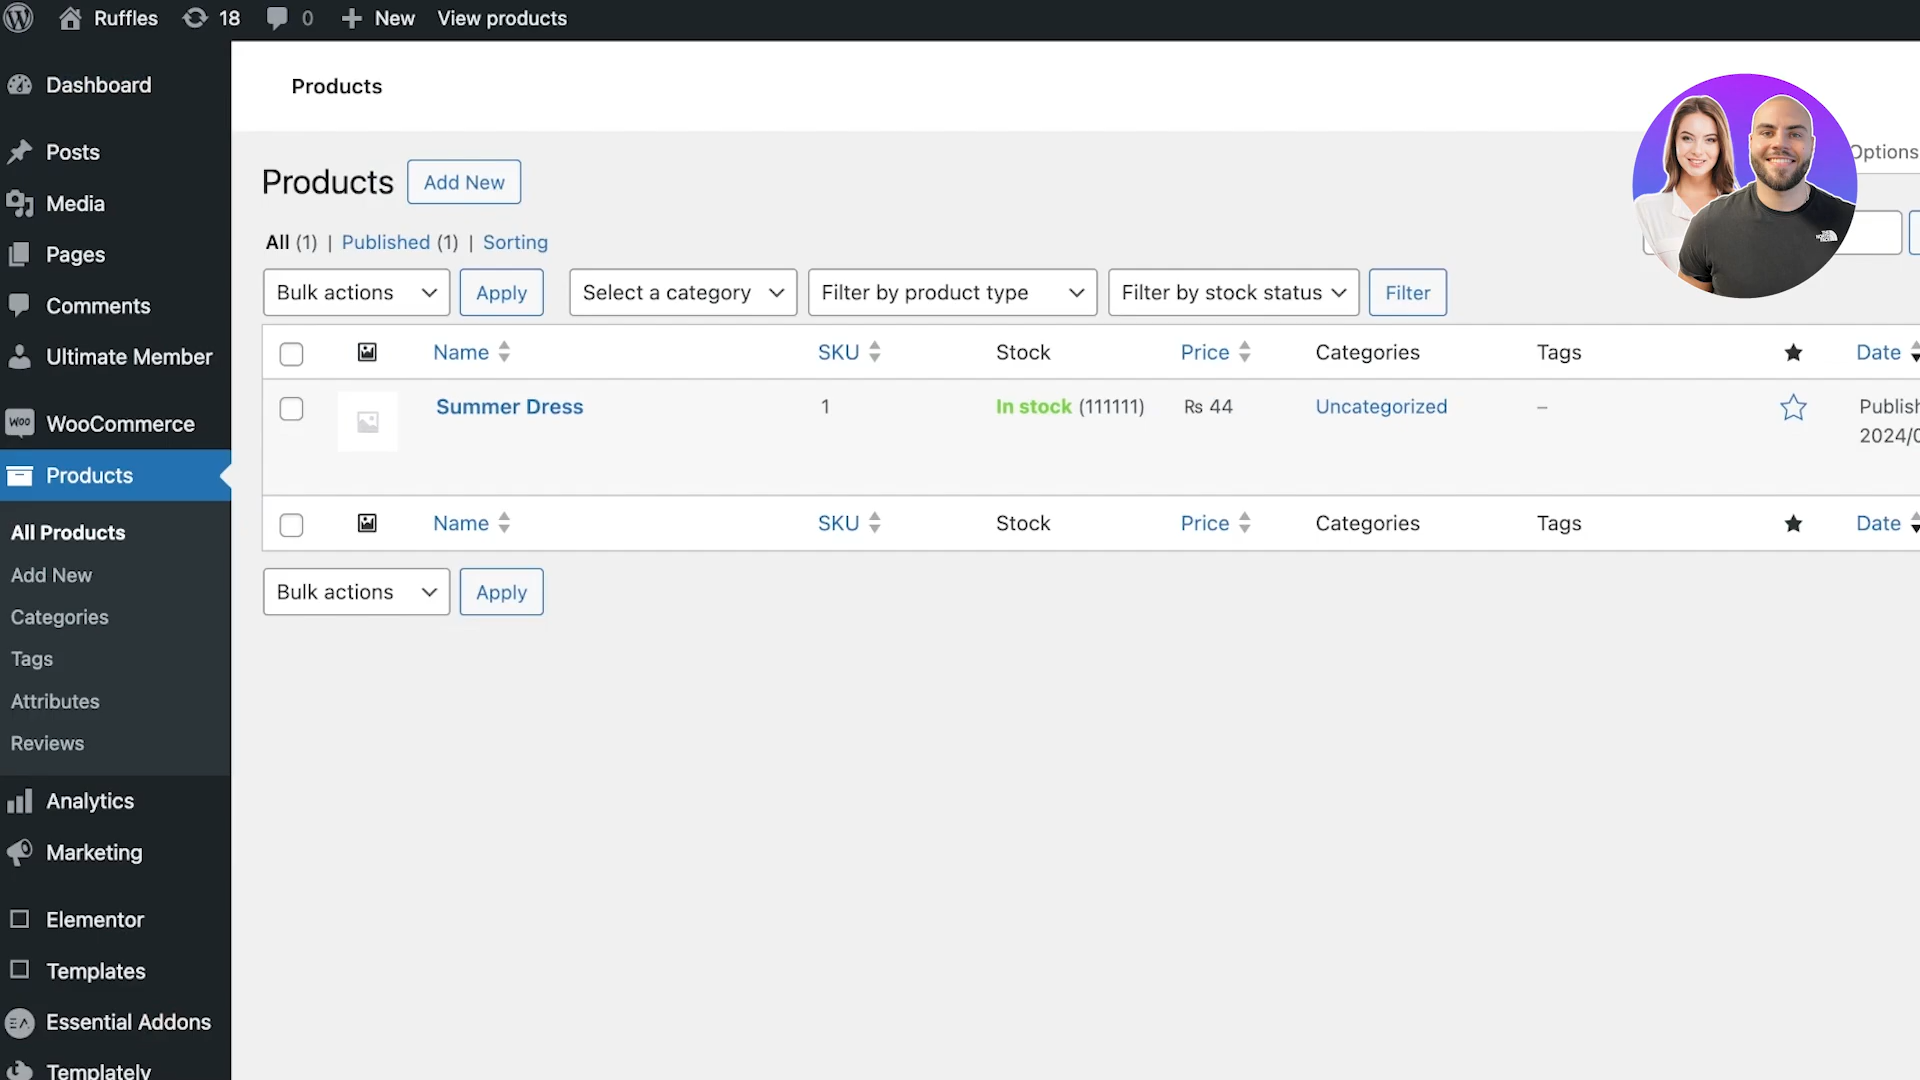 Ruffles 18 0 New View products
Dashboard
Posts
Media
Pages
Comments
Ultimate Member
WOO WooCommerce
Products
All Products
Add New
Categories
Tags
Attributes
Reviews
Analytics
Marketing
Elementor
Templates
Essential Addons
Templately
Products
Options
Products Add New
All (1) | Published (1) | Sorting
Bulk actions Apply Select a category Filter by product type Filter by stock status Filter
Name SKU Stock Price Categories Tags Date
Summer Dress 1 In stock (111111) ₨ 44 Uncategorized – Publish
2024/0
Name SKU Stock Price Categories Tags Date
Bulk actions Apply